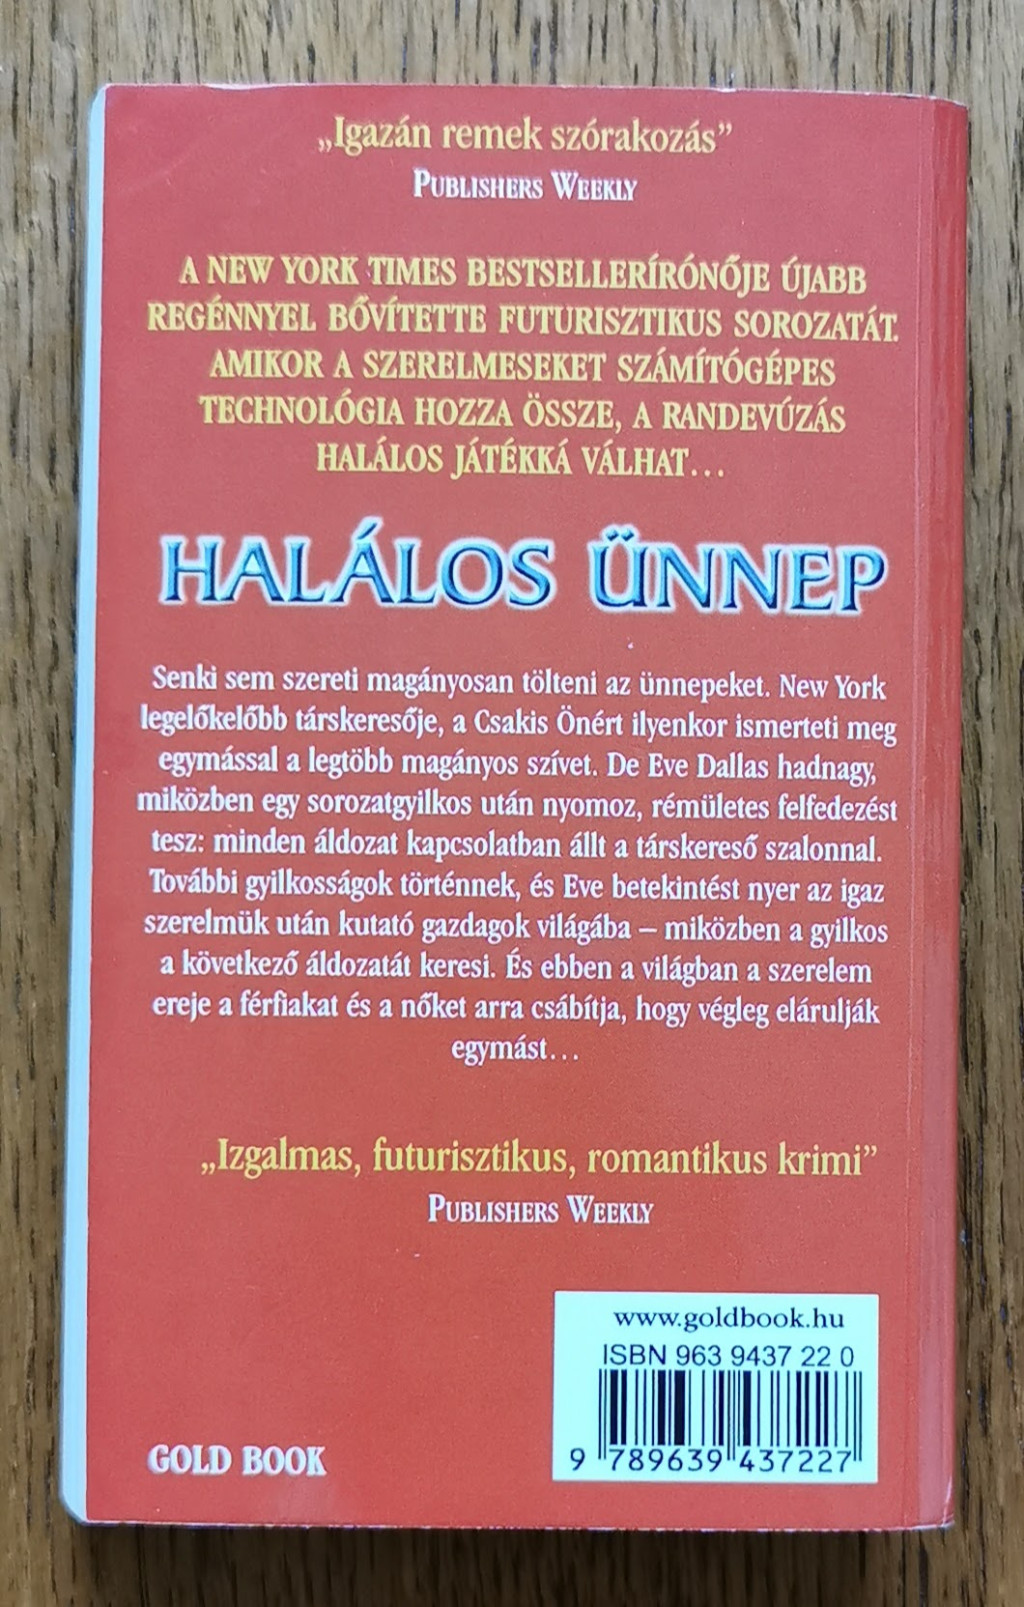 „Igazán remek szórakozás”
PUBLISHERS WEEKLY
A NEW YORK TIMES BESTSELLERÍRÓNŐJE ÚJABB
REGÉNNYEL BŐVÍTETTE FUTURISZTIKUS SOROZATÁT.
AMIKOR A SZERELMESEKET SZÁMÍTÓGÉPES
TECHNOLÓGIA HOZZA ÖSSZE, A RANDEVÚZÁS
HALÁLOS JÁTÉKKÁ VÁLHAT…
HALÁLOS ÜNNEP
Senki sem szereti magányosan tölteni az ünnepeket. New York
legelőkelőbb társkeresője, a Csakis Önért ilyenkor ismerteti meg
egymással a legtöbb magányos szívet. De Eve Dallas hadnagy,
miközben egy sorozatgyilkos után nyomoz, rémületes felfedezést
tesz: minden áldozat kapcsolatban állt a társkereső szalonnal.
További gyilkosságok történnek, és Eve betekintést nyer az igaz
szerelmük után kutató gazdagok világába – miközben a gyilkos
a következő áldozatát keresi. És ebben a világban a szerelem
ereje a férfiakat és a nőket arra csábítja, hogy végleg elárulják
egymást…
„Izgalmas, futurisztikus, romantikus krimi”
PUBLISHERS WEEKLY
www.goldbook.hu
ISBN 963 9437 22 0
9 789639 437227
GOLD BOOK